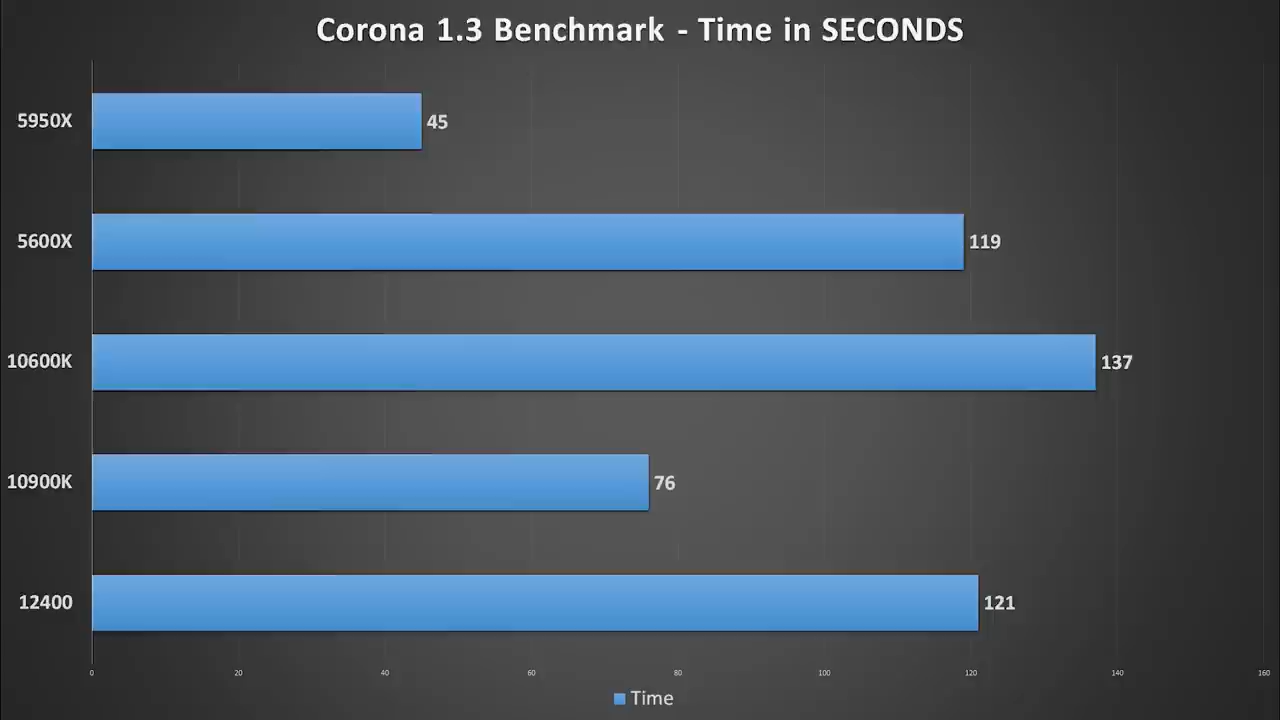 Corona 1.3 Benchmark - Time in SECONDS
5950X
45
5600X
119
10600K
137
10900K
76
12400
121
0 20 40 60 80 100 120 140 160
Time